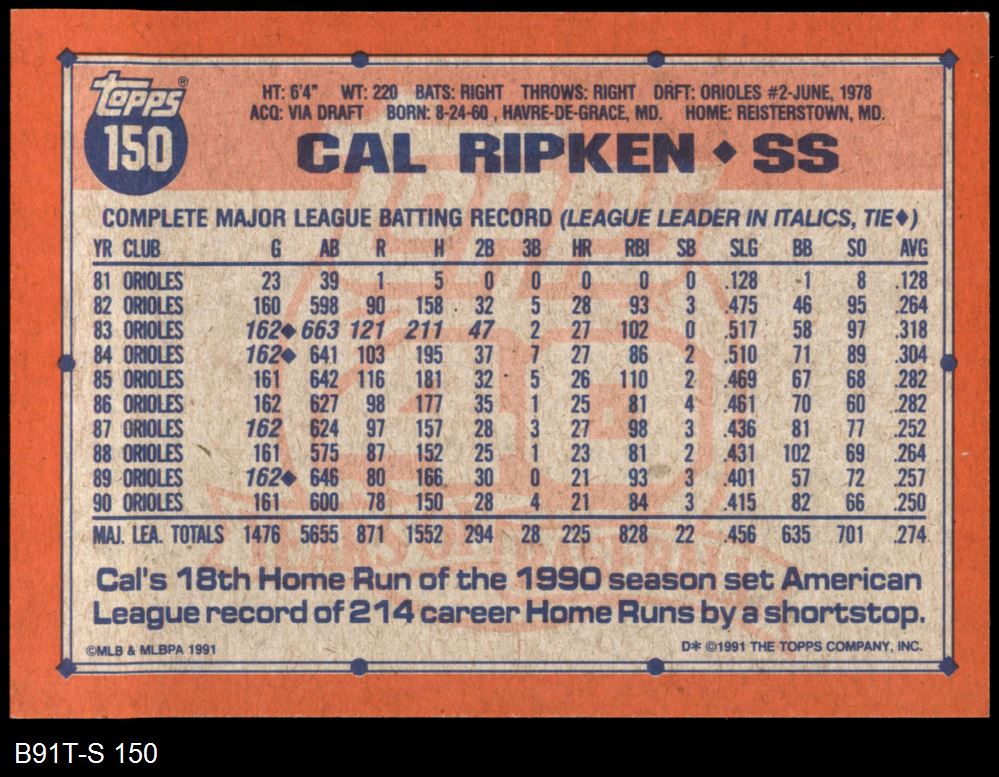 topps®
150
HT: 6'4" WT: 220 BATS: RIGHT THROWS: RIGHT DRFT: ORIOLES #2-JUNE, 1978
ACQ: VIA DRAFT BORN: 8-24-60 , HAVRE-DE-GRACE, MD. HOME: REISTERSTOWN, MD.
CAL RIPKEN ◆ SS
COMPLETE MAJOR LEAGUE BATTING RECORD (LEAGUE LEADER IN ITALICS, TIE◆)
YR CLUB G AB R H 2B 3B HR RBI SB SLG BB SO AVG
81 ORIOLES 23 39 1 5 0 0 0 0 0 .128 1 8 .128
82 ORIOLES 160 598 90 158 32 5 28 93 3 .475 46 95 .264
83 ORIOLES 162◆ 663 121 211 47 2 27 102 0 .517 58 97 .318
84 ORIOLES 162◆ 641 103 195 37 7 27 86 2 .510 71 89 .304
85 ORIOLES 161 642 116 181 32 5 26 110 2 .469 67 68 .282
86 ORIOLES 162 627 98 177 35 1 25 81 4 .461 70 60 .282
87 ORIOLES 162 624 97 157 28 3 27 98 3 .436 81 77 .252
88 ORIOLES 161 575 87 152 25 1 23 81 2 .431 102 69 .264
89 ORIOLES 162◆ 646 80 166 30 0 21 93 3 .401 57 72 .257
90 ORIOLES 161 600 78 150 28 4 21 84 3 .415 82 66 .250
MAJ. LEA. TOTALS 1476 5655 871 1552 294 28 225 828 22 .456 635 701 .274
Cal's 18th Home Run of the 1990 season set American
League record of 214 career Home Runs by a shortstop.
©MLB & MLBPA 1991
D* ©1991 THE TOPPS COMPANY, INC.
TOPPS
40
YEARS OF BASEBALL
B91T-S 150